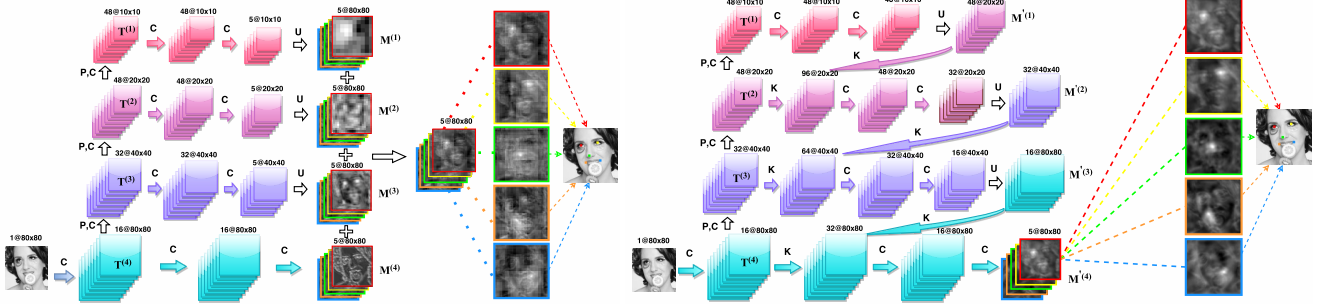 48@10x10 48@10x10 5@10x10 5@80x80
T(1) C C U M(1)
P,C
48@20x20 48@20x20 5@20x20 5@80x80
T(2) C C U M(2)
P,C
32@40x40 32@40x40 5@40x40 5@80x80
T(3) C C U M(3)
P,C
1@80x80 16@80x80 16@80x80 5@80x80
C T(4) C C M(4)
5@80x80
48@10x10 48@10x10 48@10x10 48@20x20
T(1) C C U M'(1)
P,C K
48@20x20 96@20x20 48@20x20 32@20x20 32@40x40
T(2) K C C U M'(2)
P,C K
32@40x40 64@40x40 32@40x40 16@40x40 16@80x80
T(3) K C C U M'(3)
P,C K
1@80x80 16@80x80 32@80x80 16@80x80 5@80x80
C T(4) K C C M'(4)